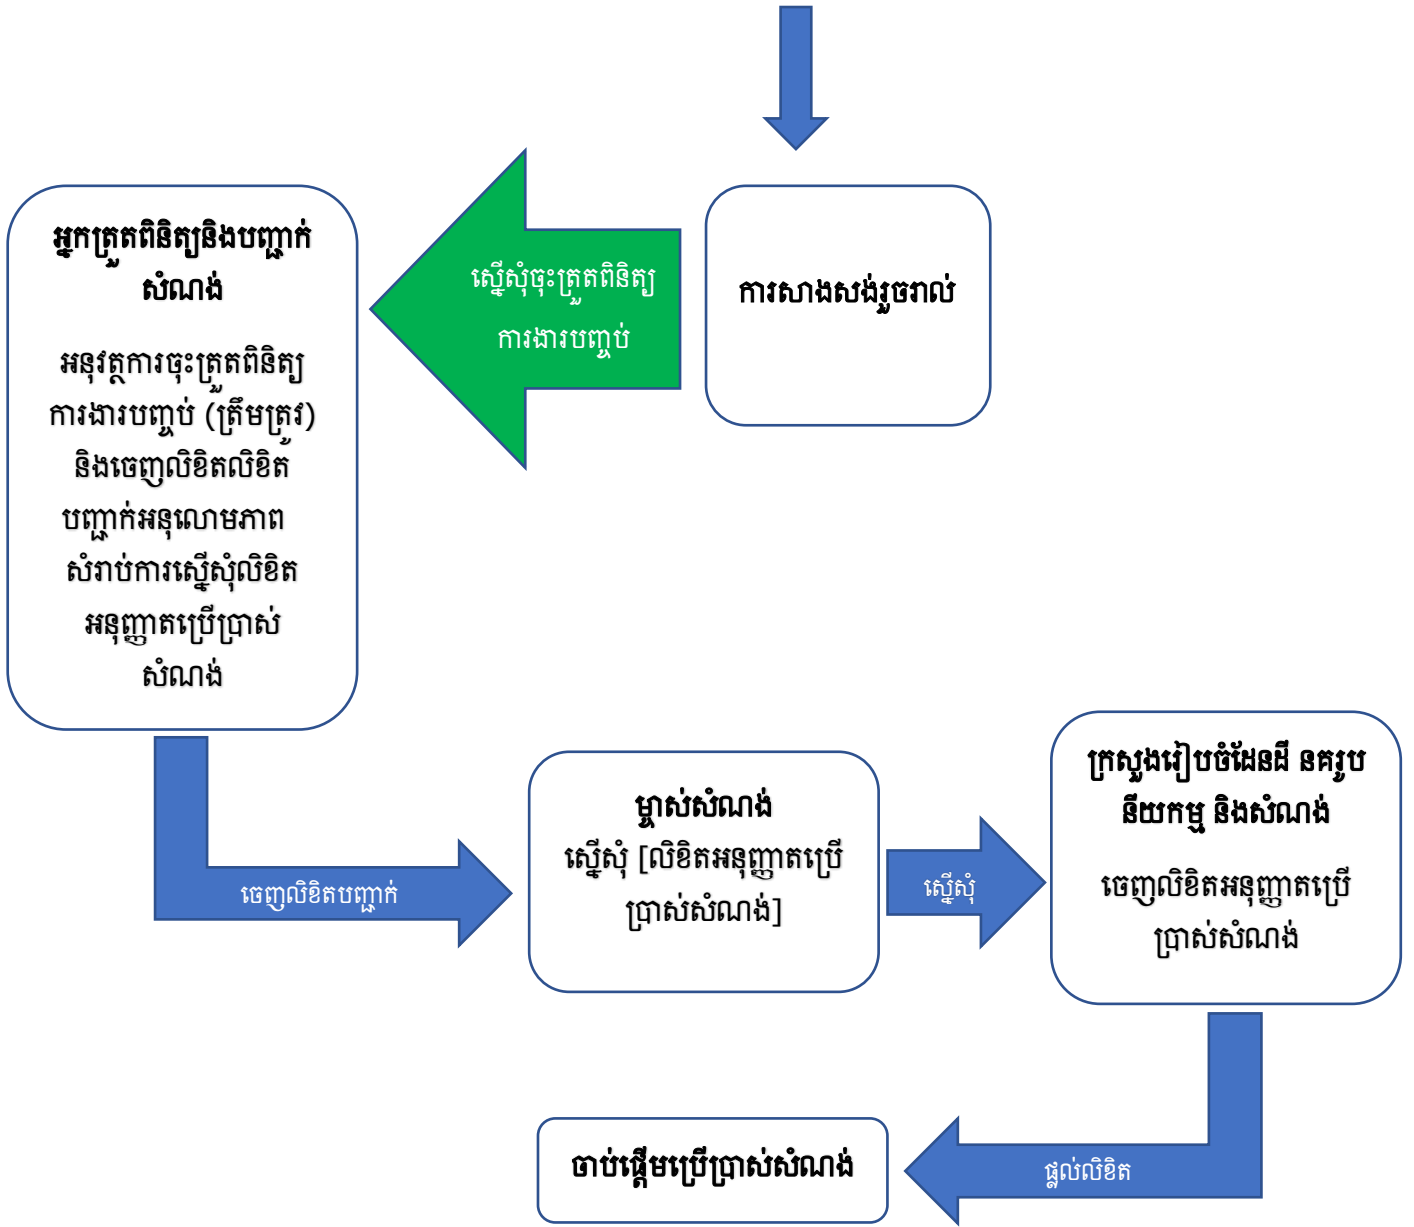 ការសាងសង់រួចរាល់
ស្នើសុំចុះត្រួតពិនិត្យ
ការងារបញ្ចប់
អ្នកត្រួតពិនិត្យនិងបញ្ជាក់
សំណង់
អនុវត្តការចុះត្រួតពិនិត្យ
ការងារបញ្ចប់ (ត្រឹមត្រូវ)
និងចេញលិខិតលិខិត
បញ្ជាក់អនុលោមភាព
សំរាប់ការស្នើសុំលិខិត
អនុញ្ញាតប្រើប្រាស់
សំណង់
ចេញលិខិតបញ្ជាក់
ម្ចាស់សំណង់
ស្នើសុំ [លិខិតអនុញ្ញាតប្រើ
ប្រាស់សំណង់]
ស្នើសុំ
ក្រសួងរៀបចំដែនដី នគរូប
នីយកម្ម និងសំណង់
ចេញលិខិតអនុញ្ញាតប្រើ
ប្រាស់សំណង់
ផ្តល់លិខិត
ចាប់ផ្តើមប្រើប្រាស់សំណង់